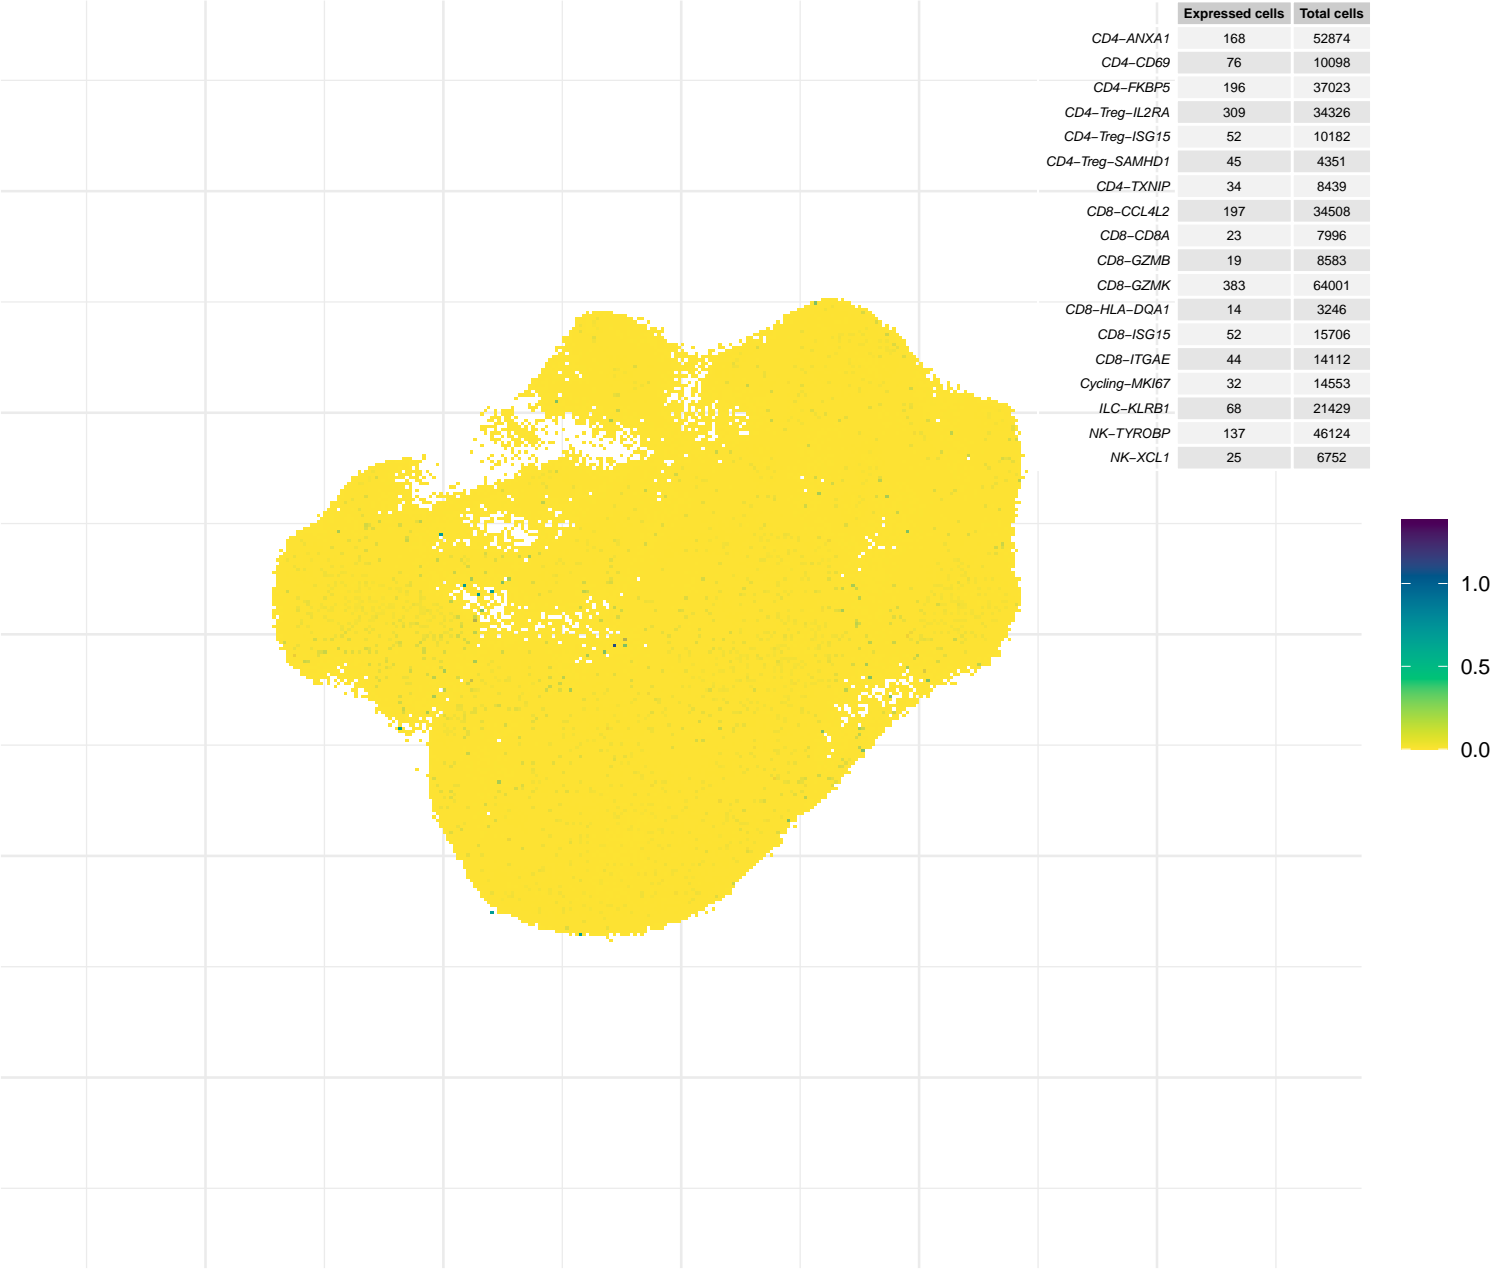 Expressed cells Total cells
CD4−ANXA1 168 52874
CD4−CD69 76 10098
CD4−FKBP5 196 37023
CD4−Treg−IL2RA 309 34326
CD4−Treg−ISG15 52 10182
CD4−Treg−SAMHD1 45 4351
CD4−TXNIP 34 8439
CD8−CCL4L2 197 34508
CD8−CD8A 23 7996
CD8−GZMB 19 8583
CD8−GZMK 383 64001
CD8−HLA−DQA1 14 3246
CD8−ISG15 52 15706
CD8−ITGAE 44 14112
Cycling−MKI67 32 14553
ILC−KLRB1 68 21429
NK−TYROBP 137 46124
NK−XCL1 25 6752
1.0
0.5
0.0